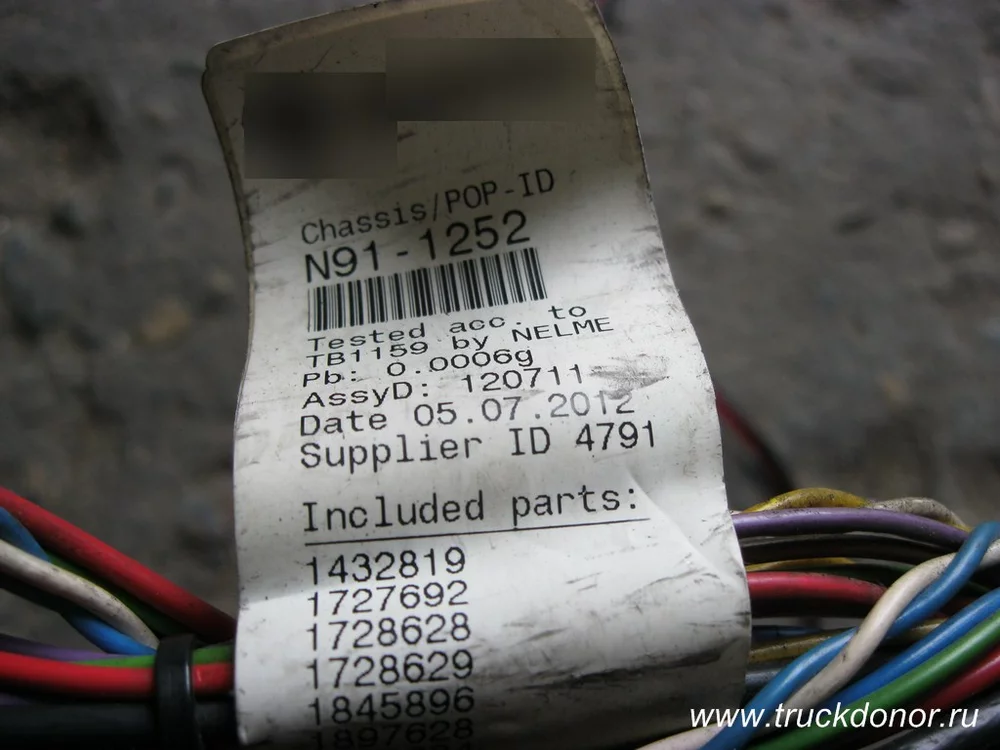 Chassis/POP-ID
N91-1252
Tested acc. to
TB1159 by NELME
Pb: 0.0006g
AssyD: 120711
Date 05.07.2012
Supplier ID 4791
Included parts:
1432819
1727692
1728628
1728629
1845896
1897628
www.truckdonor.ru